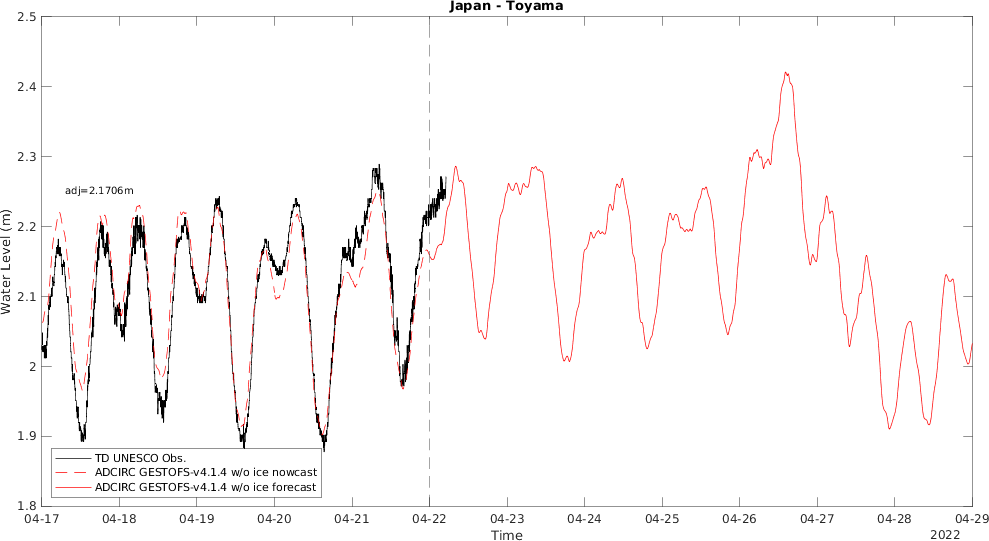 Japan - Toyama
2.5
2.4
2.3
2.2
2.1
2
1.9
1.8
Water Level (m)
adj=2.1706m
TD UNESCO Obs.
ADCIRC GESTOFS-v4.1.4 w/o ice nowcast
ADCIRC GESTOFS-v4.1.4 w/o ice forecast
04-17 04-18 04-19 04-20 04-21 04-22 04-23 04-24 04-25 04-26 04-27 04-28 04-29
Time
2022